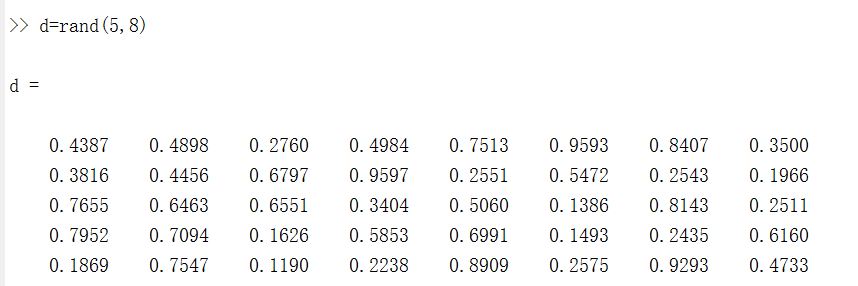 >> d=rand(5,8)
d =
0.4387 0.4898 0.2760 0.4984 0.7513 0.9593 0.8407 0.3500
0.3816 0.4456 0.6797 0.9597 0.2551 0.5472 0.2543 0.1966
0.7655 0.6463 0.6551 0.3404 0.5060 0.1386 0.8143 0.2511
0.7952 0.7094 0.1626 0.5853 0.6991 0.1493 0.2435 0.6160
0.1869 0.7547 0.1190 0.2238 0.8909 0.2575 0.9293 0.4733